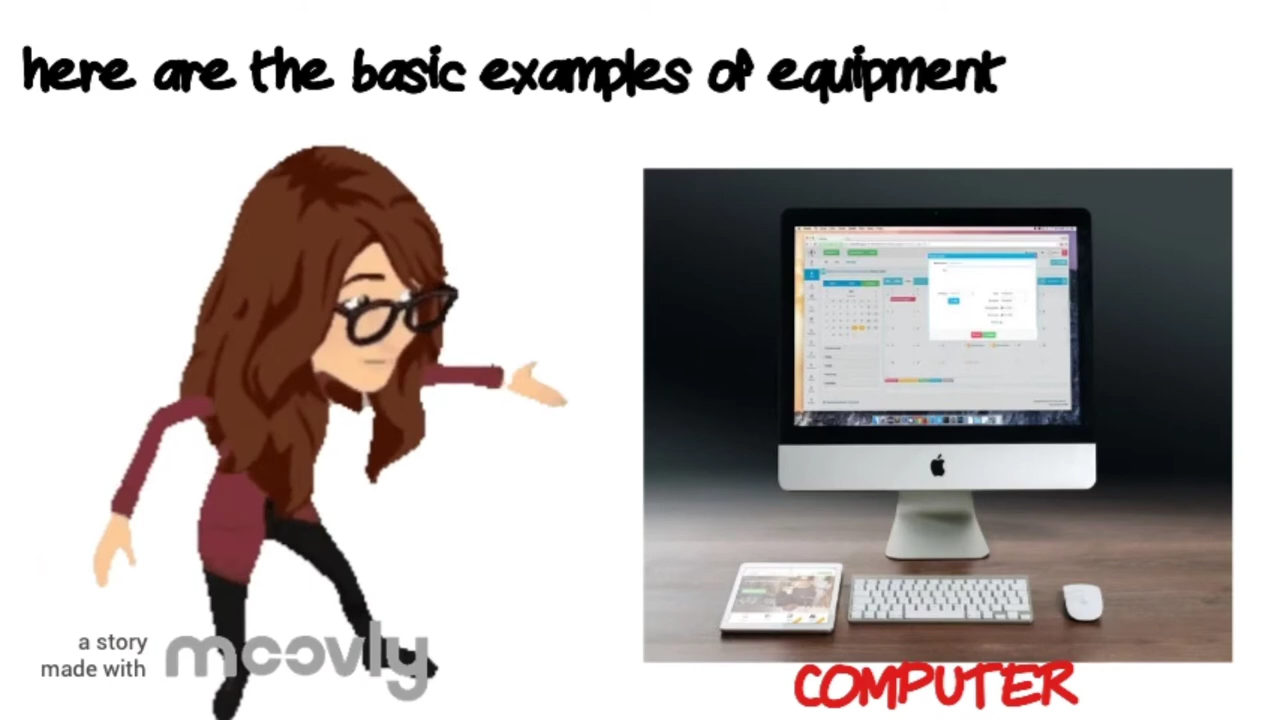 here are the basic examples of equipment
a story
made with moovly
COMPUTER